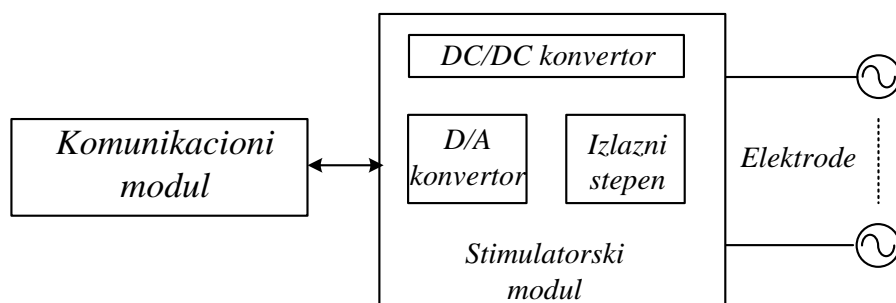 DC/DC konvertor
Komunikacioni
modul
D/A
konvertor
Izlazni
stepen
Elektrode
Stimulatorski
modul